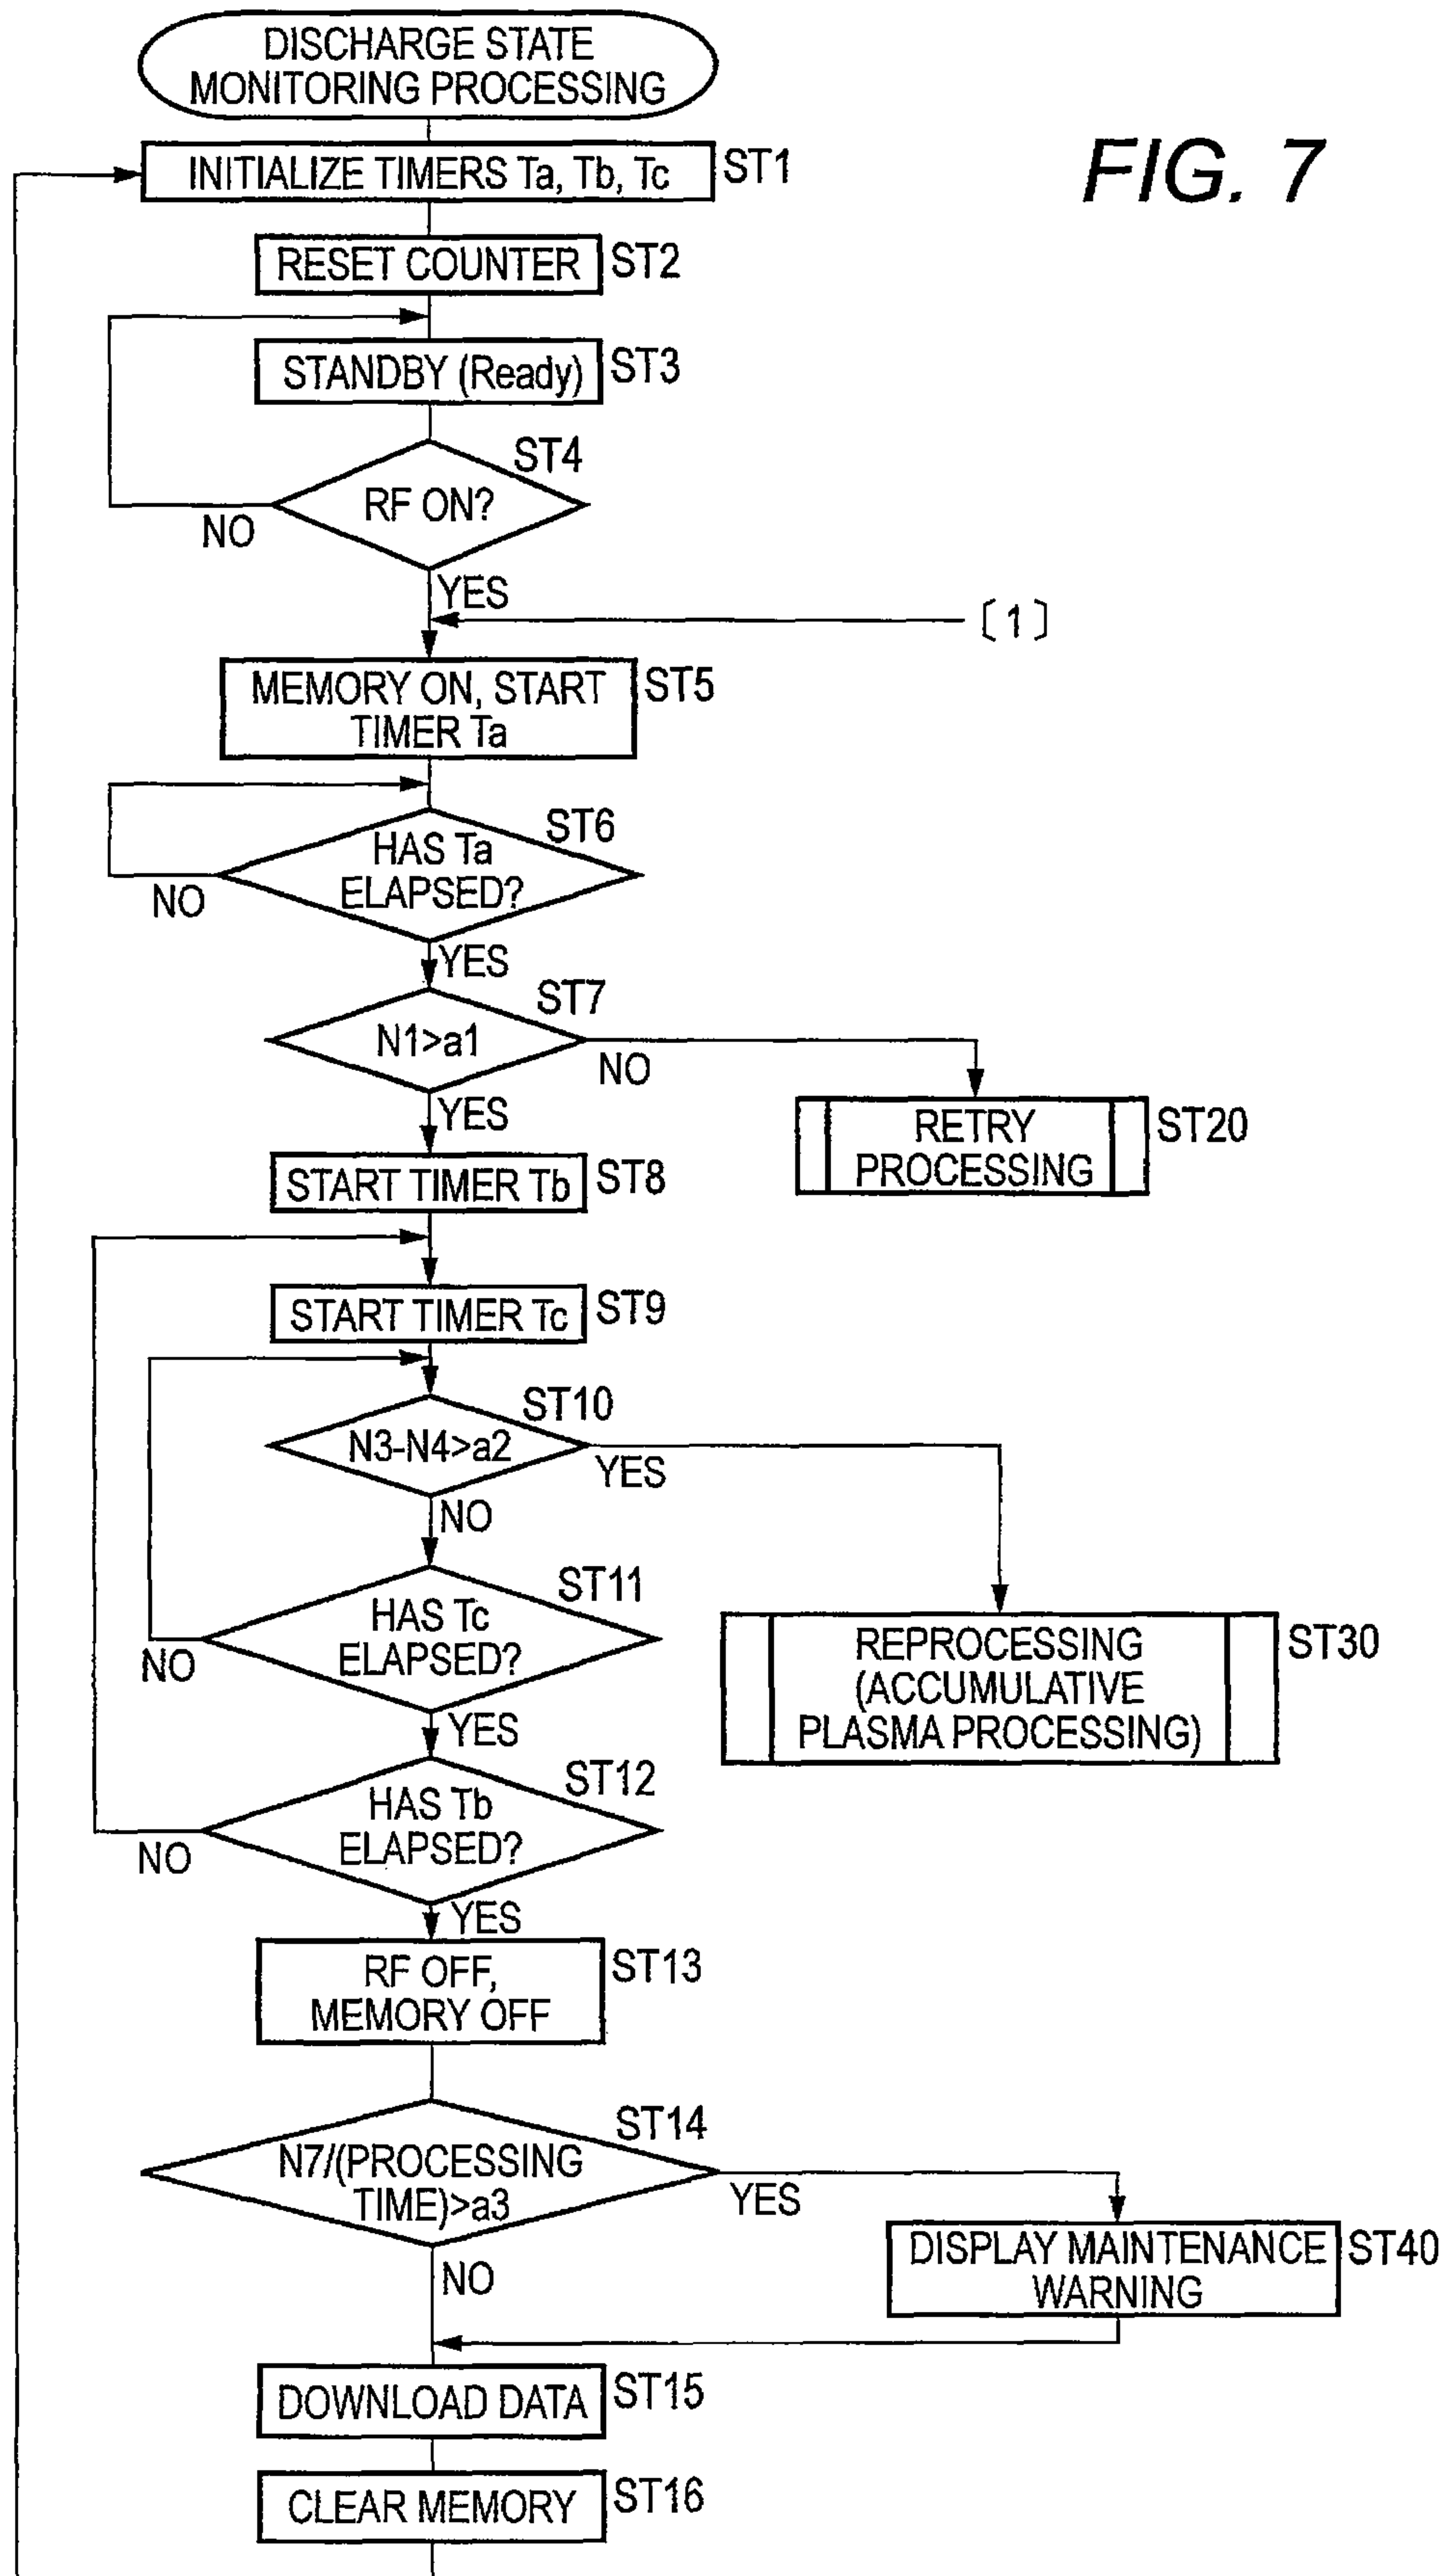 DISCHARGE STATE
MONITORING PROCESSING
FIG. 7
INITIALIZE TIMERS Ta, Tb, Tc
ST1
RESET COUNTER
ST2
STANDBY (Ready)
ST3
ST4
RF ON?
NO
YES
[1]
MEMORY ON, START
TIMER Ta
ST5
ST6
HAS Ta
ELAPSED?
NO
YES
ST7
N1>a1
NO
YES
RETRY
PROCESSING
ST20
START TIMER Tb
ST8
START TIMER Tc
ST9
ST10
N3-N4>a2
YES
NO
ST11
HAS Tc
ELAPSED?
NO
YES
REPROCESSING
(ACCUMULATIVE
PLASMA PROCESSING)
ST30
ST12
HAS Tb
ELAPSED?
NO
YES
RF OFF,
MEMORY OFF
ST13
ST14
N7/(PROCESSING
TIME)>a3
YES
NO
DISPLAY MAINTENANCE
WARNING
ST40
DOWNLOAD DATA
ST15
CLEAR MEMORY
ST16